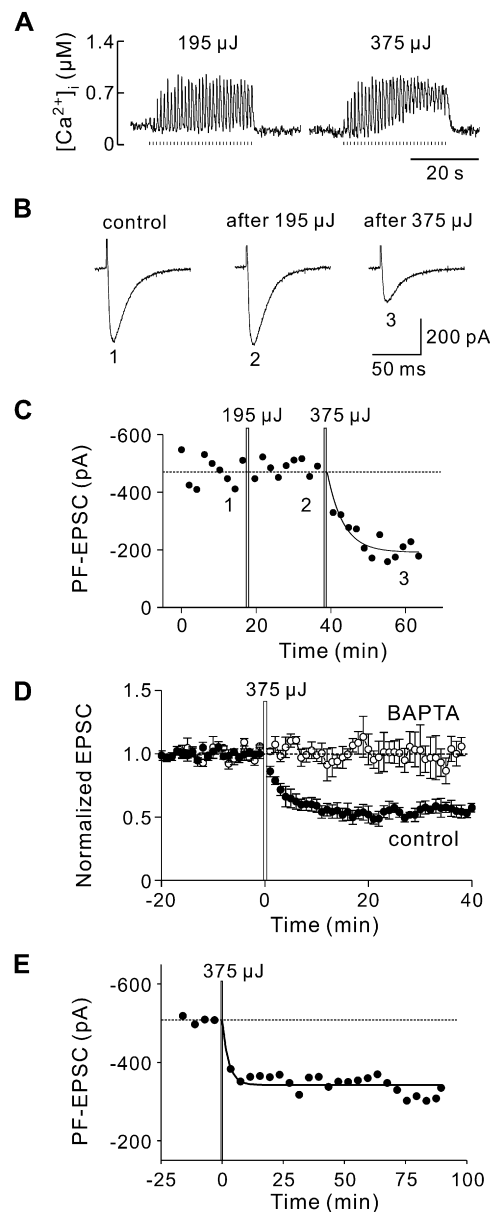 A
195 µJ 375 µJ
[Ca2+]i (µM)
1.4
0.7
0
20 s
B
control after 195 µJ after 375 µJ
1 2 3
200 pA
50 ms
C
195 µJ 375 µJ
PF-EPSC (pA)
-600
-400
-200
0
1 2 3
0 20 40 60
Time (min)
D
375 µJ
Normalized EPSC
1.5
1.0
0.5
0
BAPTA
control
-20 0 20 40
Time (min)
E
375 µJ
PF-EPSC (pA)
-600
-400
-200
-25 0 25 50 75 100
Time (min)